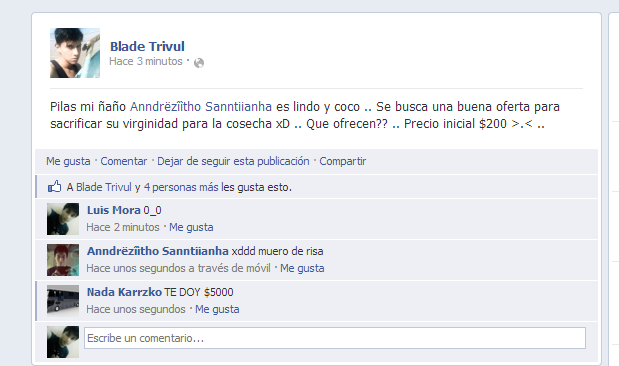 Blade Trivul
Hace 3 minutos ·
Pilas mi ñaño Anndrëzîîtho Sanntiianha es lindo y coco .. Se busca una buena oferta para
sacrificar su virginidad para la cosecha xD .. Que ofrecen?? .. Precio inicial $200 >.< ..
Me gusta · Comentar · Dejar de seguir esta publicación · Compartir
A Blade Trivul y 4 personas más les gusta esto.
Luis Mora 0_0
Hace 2 minutos · Me gusta
Anndrëzîîtho Sanntiianha xddd muero de risa
Hace unos segundos a través de móvil · Me gusta
Nada Karrzko TE DOY $5000
Hace unos segundos · Me gusta
Escribe un comentario...